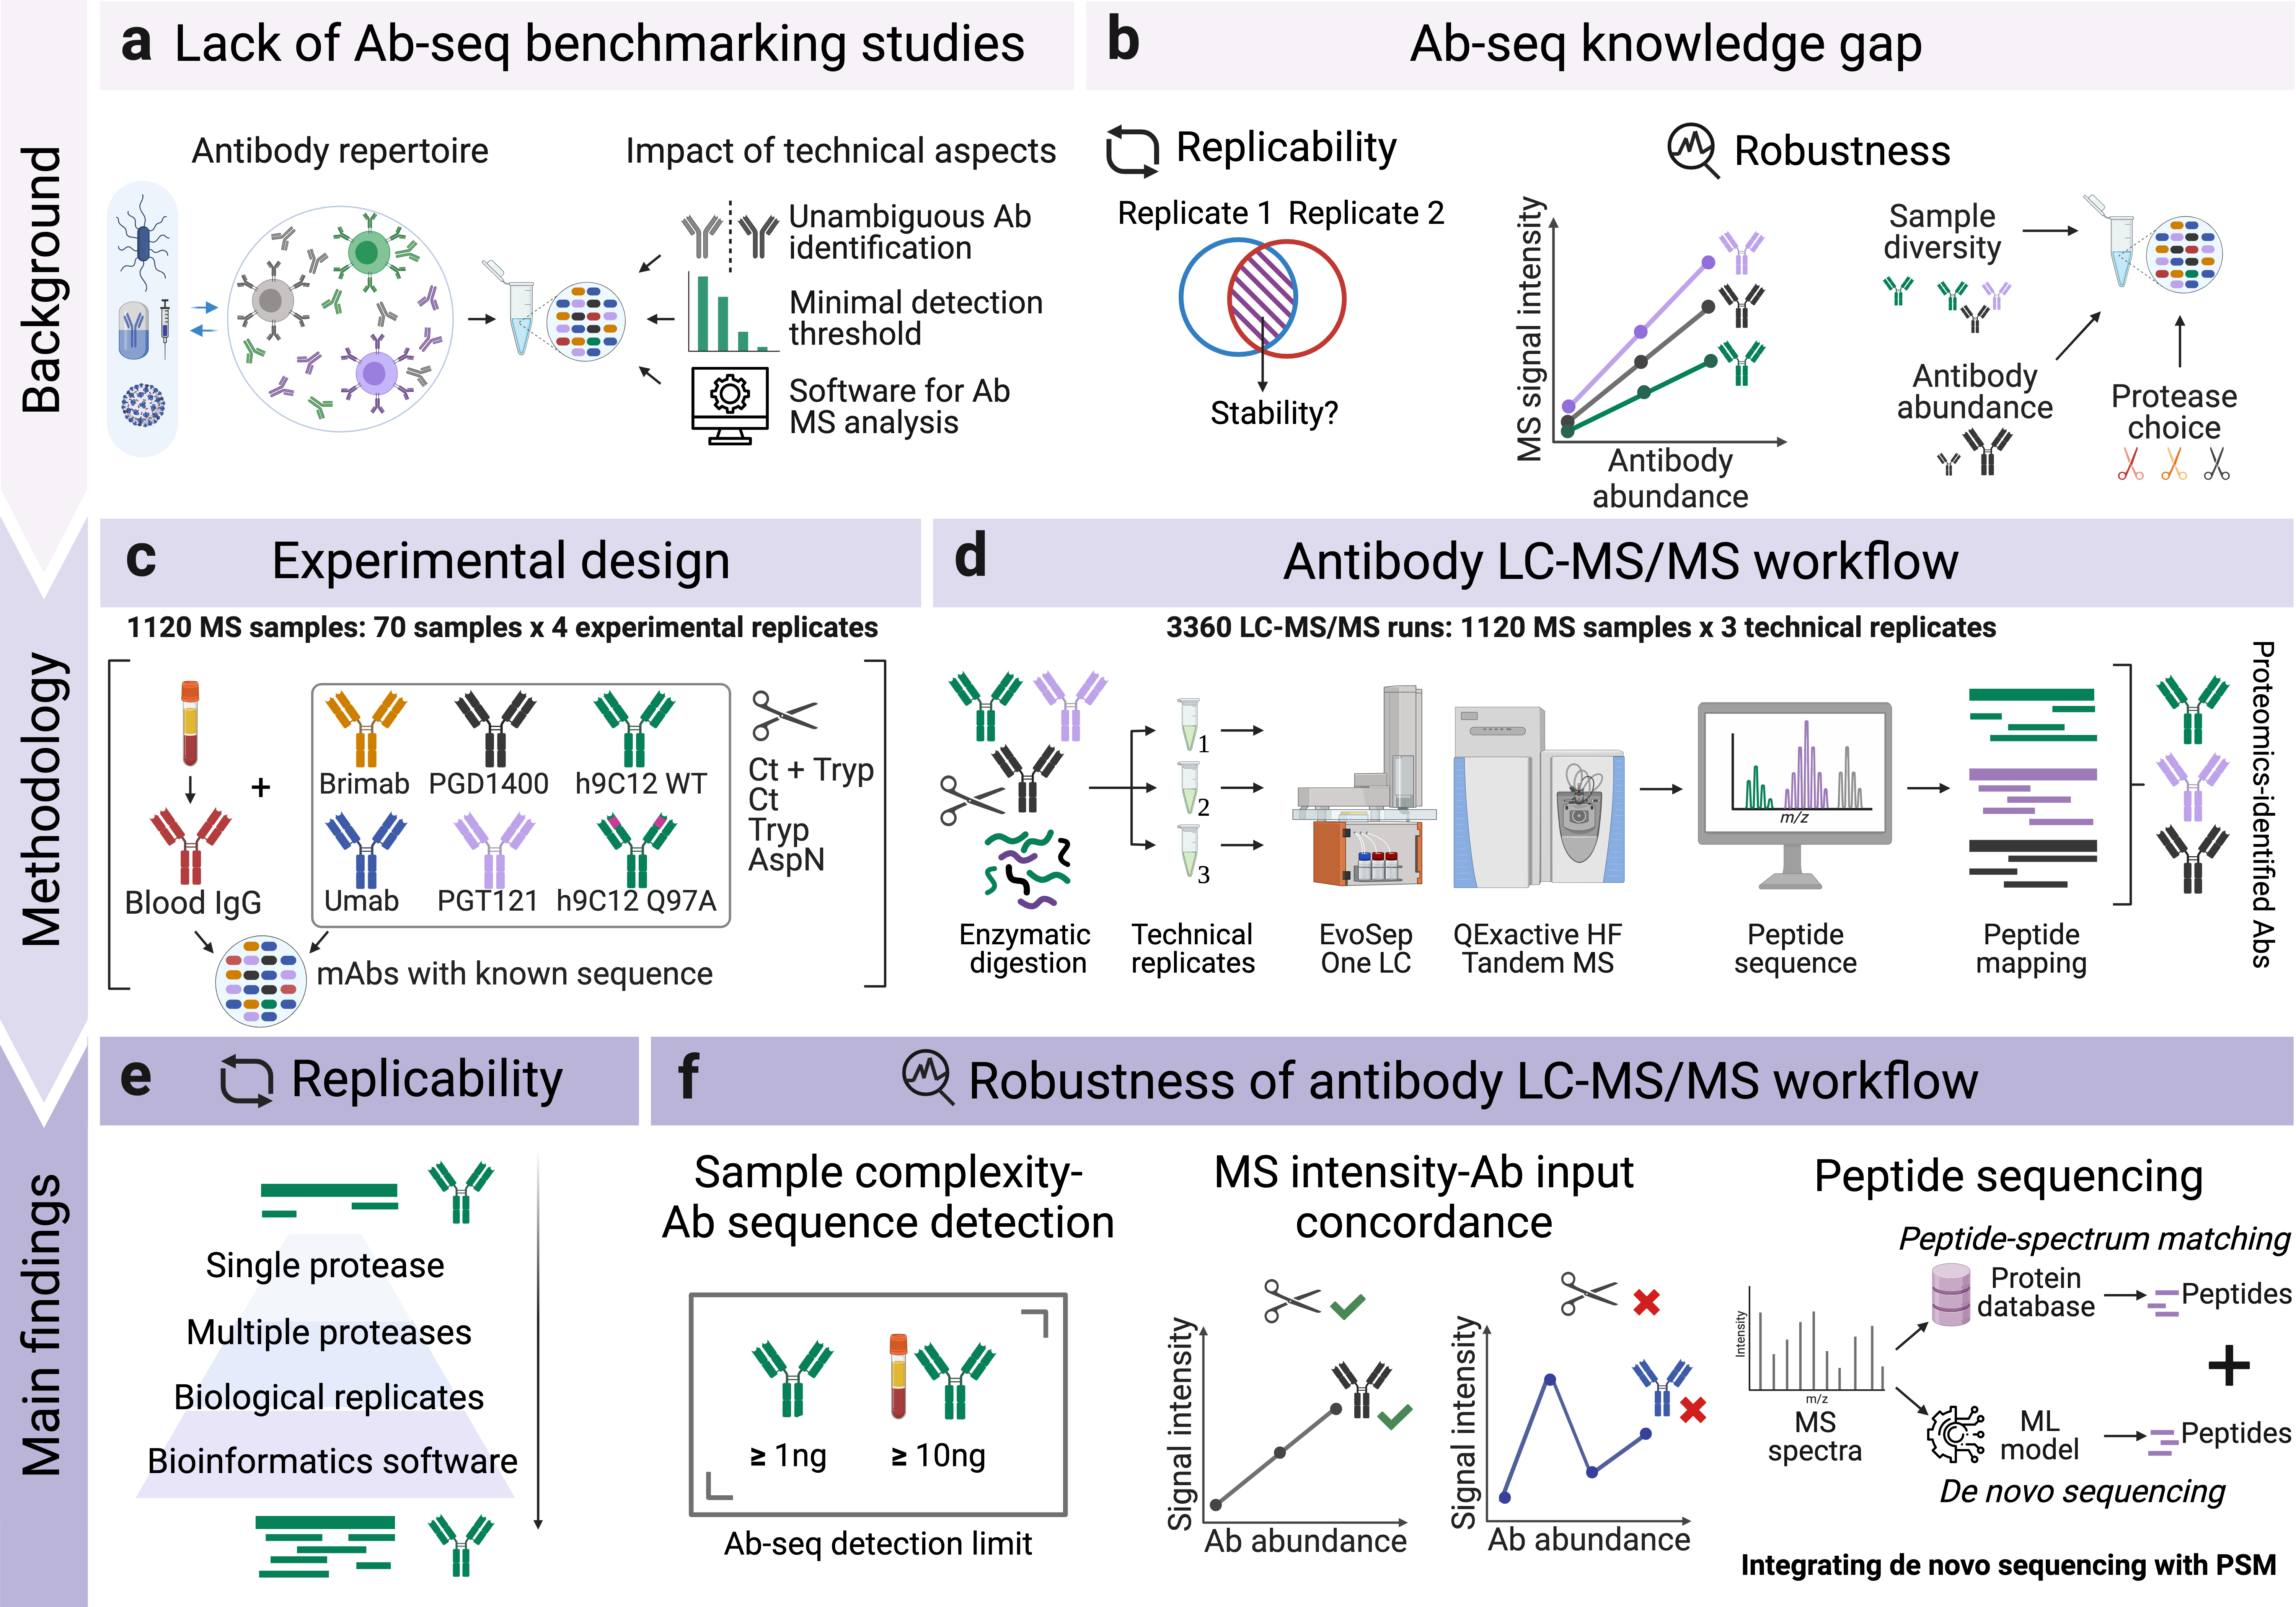 Background
a Lack of Ab-seq benchmarking studies
Antibody repertoire
Impact of technical aspects
Unambiguous Ab
identification
Minimal detection
threshold
Software for Ab
MS analysis
b Ab-seq knowledge gap
Replicability
Replicate 1 Replicate 2
Stability?
Robustness
MS signal intensity
Antibody
abundance
Sample
diversity
Antibody
abundance
Protease
choice
Methodology
c Experimental design
1120 MS samples: 70 samples x 4 experimental replicates
Blood IgG
+
Brimab PGD1400 h9C12 WT
Umab PGT121 h9C12 Q97A
mAbs with known sequence
Ct + Tryp
Ct
Tryp
AspN
d Antibody LC-MS/MS workflow
3360 LC-MS/MS runs: 1120 MS samples x 3 technical replicates
Enzymatic
digestion
1
2
3
Technical
replicates
EvoSep
One LC
QExactive HF
Tandem MS
m/z
Peptide
sequence
Peptide
mapping
Proteomics-identified Abs
Main findings
e Replicability
Single protease
Multiple proteases
Biological replicates
Bioinformatics software
f Robustness of antibody LC-MS/MS workflow
Sample complexity-
Ab sequence detection
≥ 1ng
≥ 10ng
Ab-seq detection limit
MS intensity-Ab input
concordance
Signal intensity
Ab abundance
Signal intensity
Ab abundance
Peptide sequencing
Peptide-spectrum matching
Intensity
m/z
MS
spectra
Protein
database
Peptides
+
ML
model
Peptides
De novo sequencing
Integrating de novo sequencing with PSM